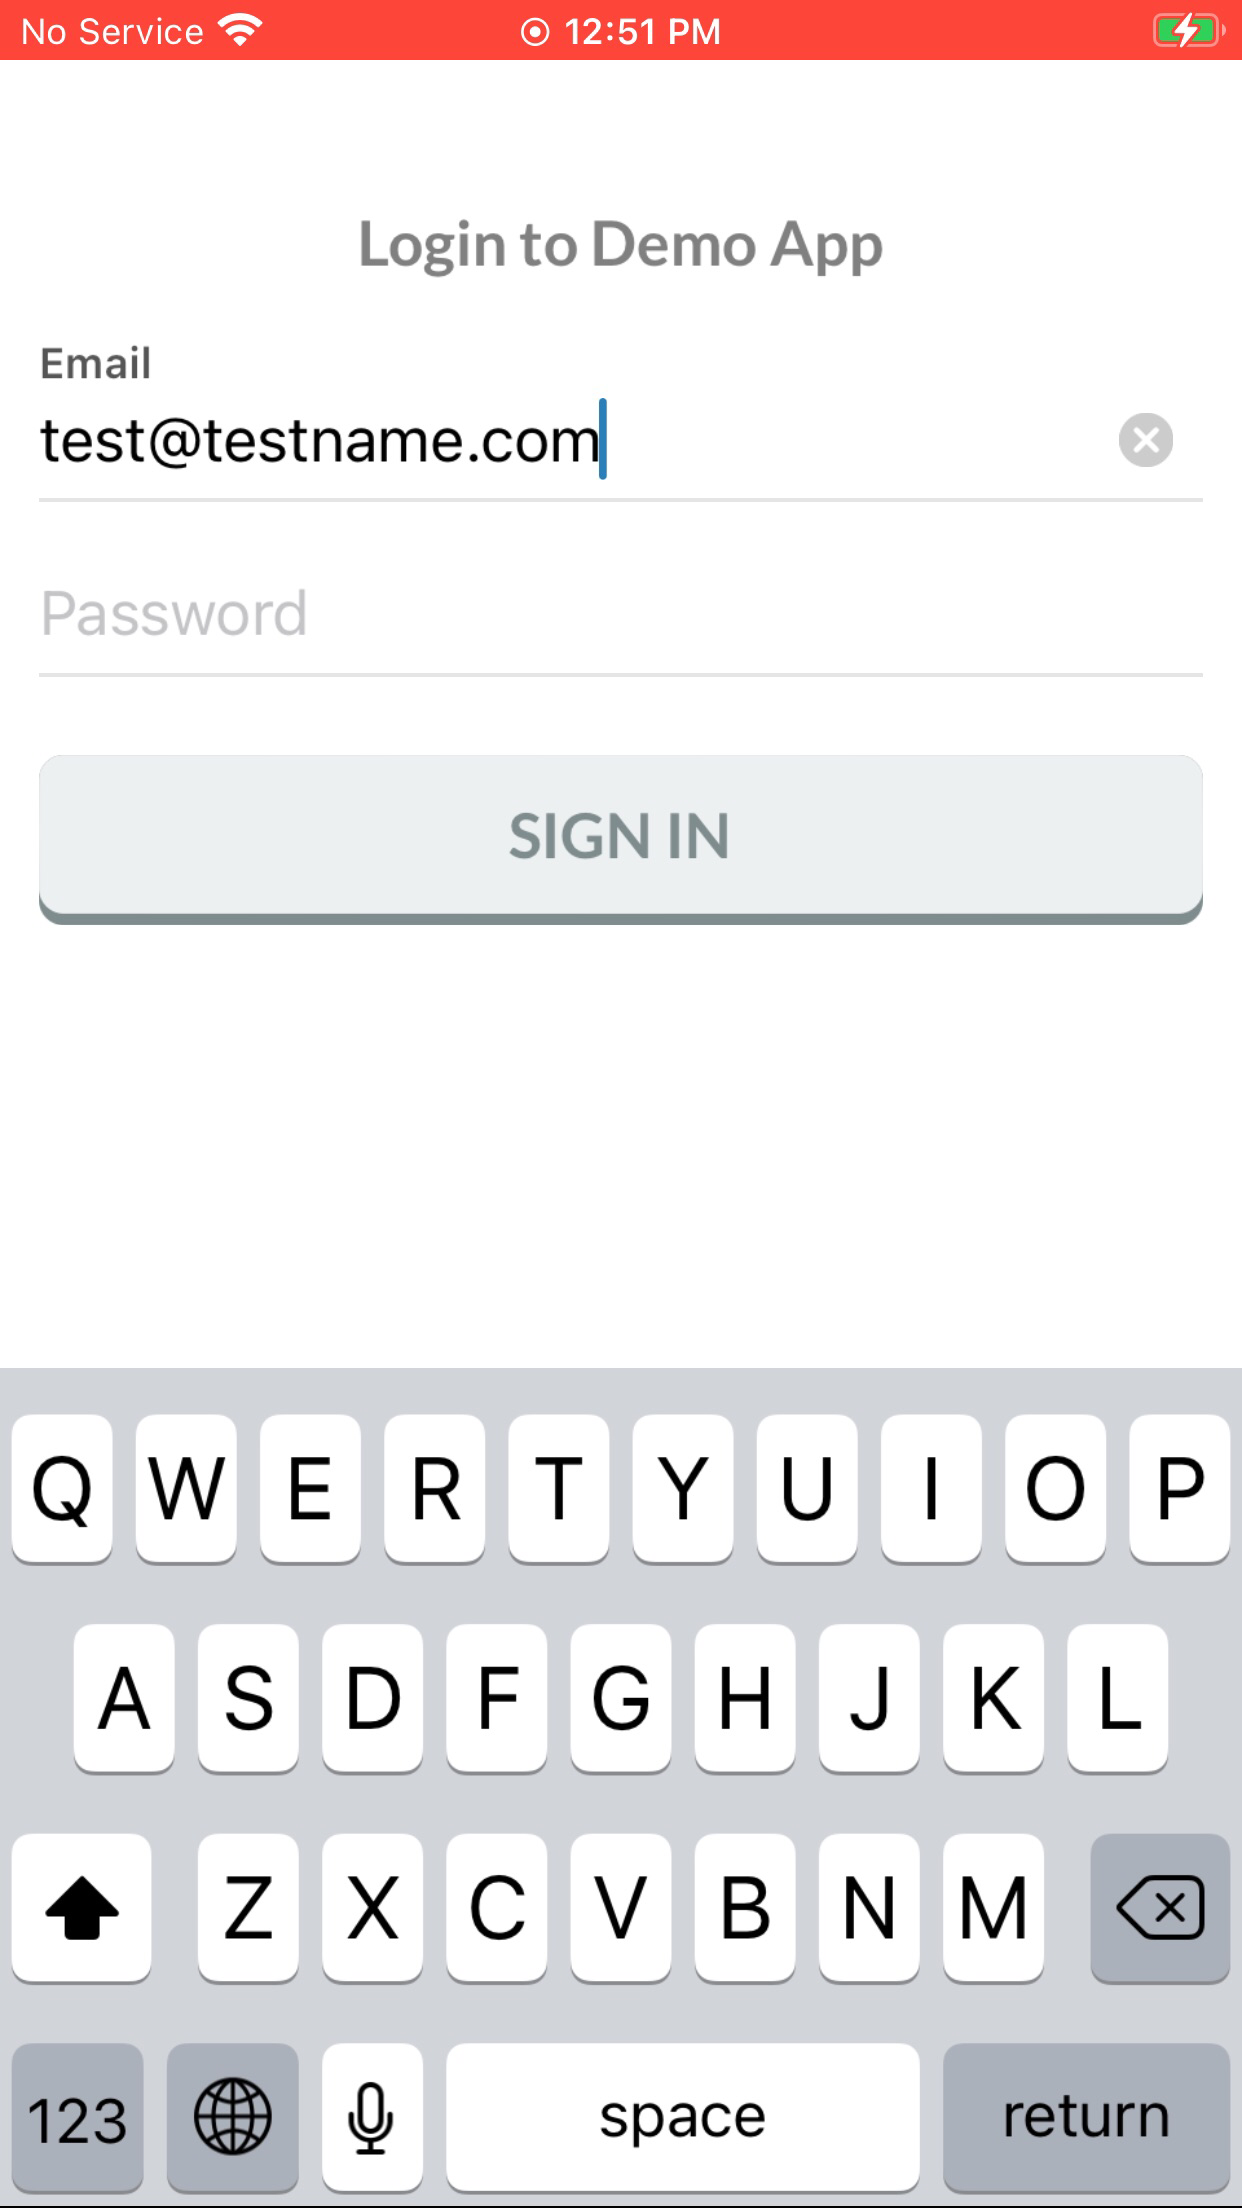 No Service 12:51 PM
Login to Demo App
Email
test@testname.com
Password
SIGN IN
Q W E R T Y U I O P
A S D F G H J K L
Z X C V B N M
123 space return